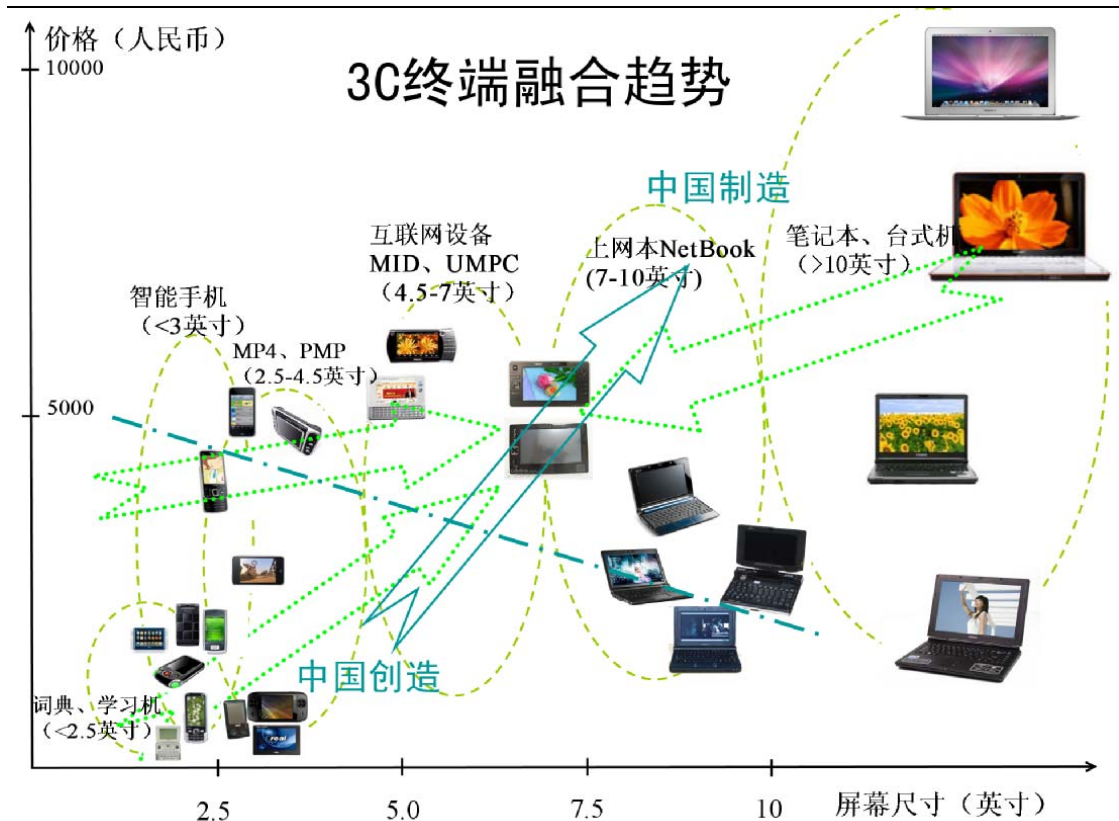 价格（人民币）
10000
3C终端融合趋势
中国制造
互联网设备
MID、UMPC
（4.5-7英寸）
上网本NetBook
(7-10英寸)
笔记本、台式机
（>10英寸）
智能手机
（<3英寸）
MP4、PMP
（2.5-4.5英寸）
5000
中国创造
词典、学习机
（<2.5英寸）
2.5
5.0
7.5
10
屏幕尺寸（英寸）